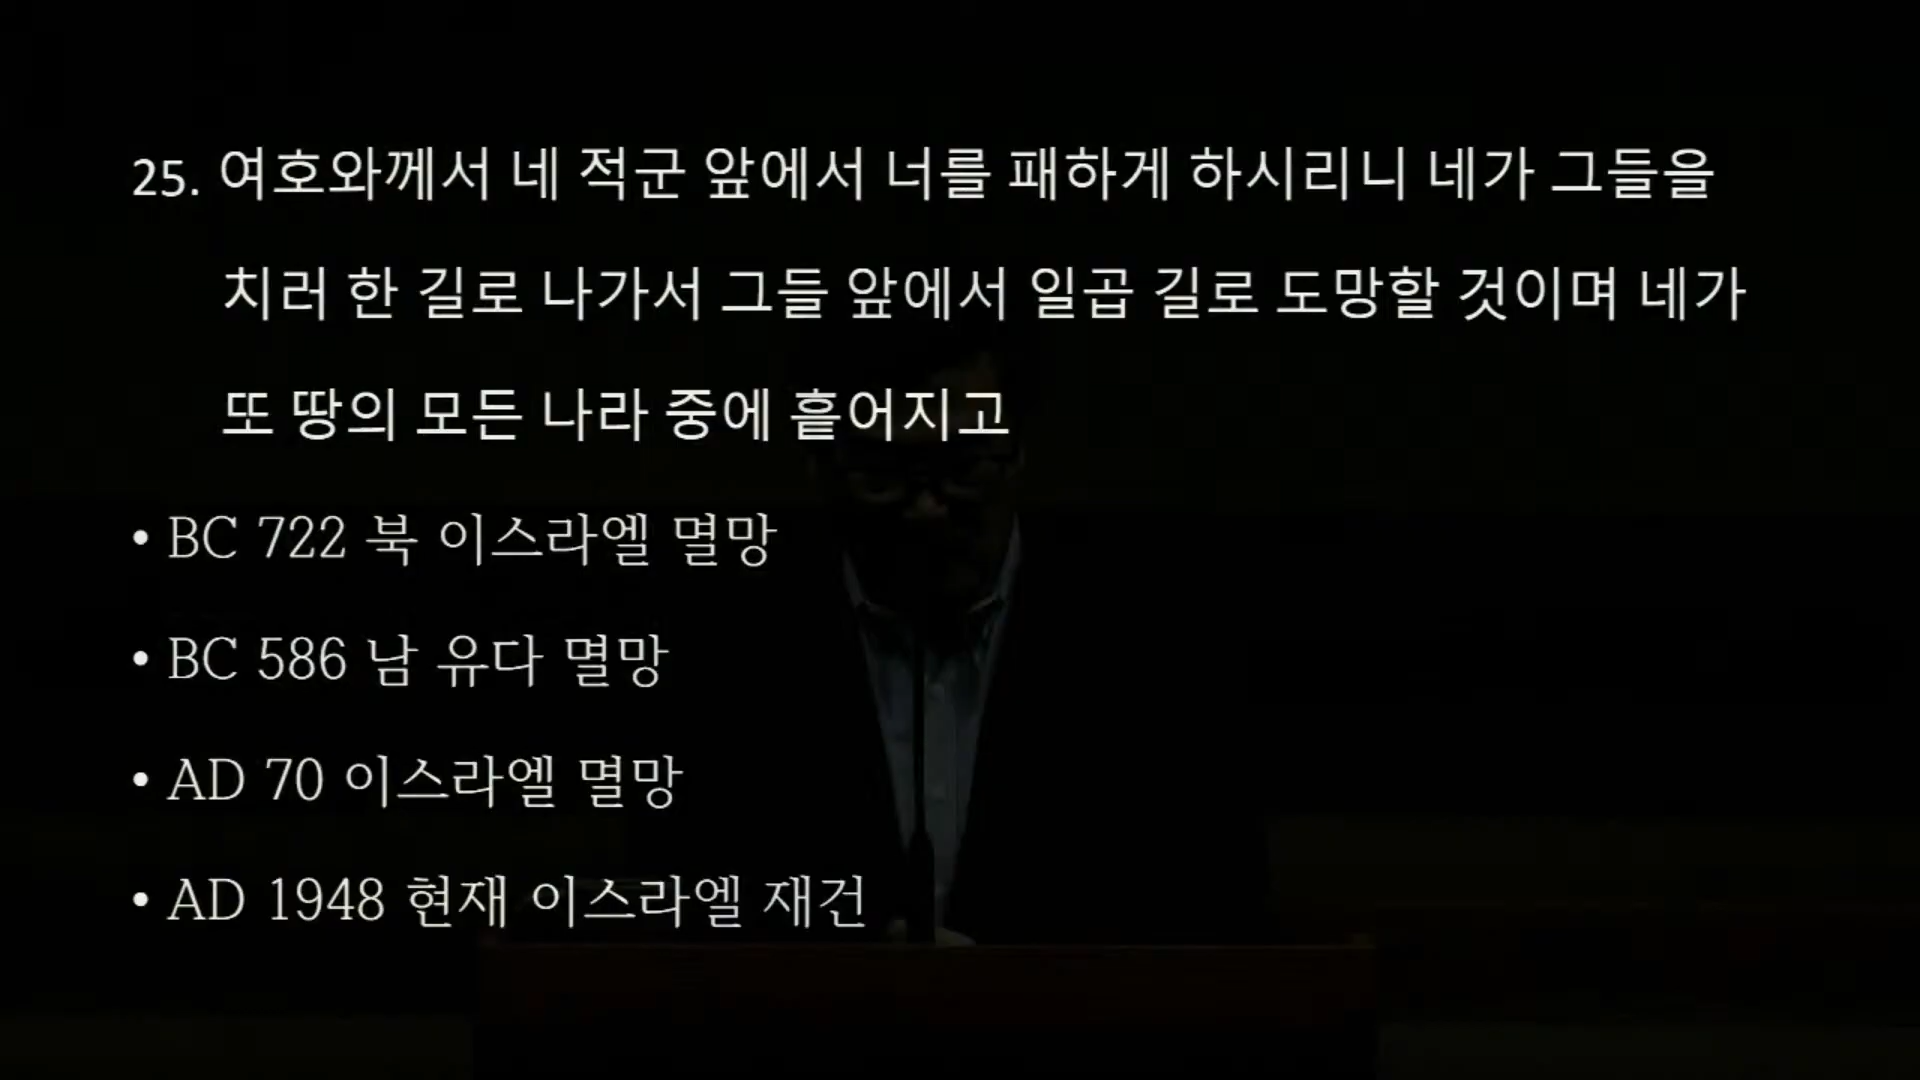 25. 여호와께서 네 적군 앞에서 너를 패하게 하시리니 네가 그들을
치러 한 길로 나가서 그들 앞에서 일곱 길로 도망할 것이며 네가
또 땅의 모든 나라 중에 흩어지고
• BC 722 북 이스라엘 멸망
• BC 586 남 유다 멸망
• AD 70 이스라엘 멸망
• AD 1948 현재 이스라엘 재건